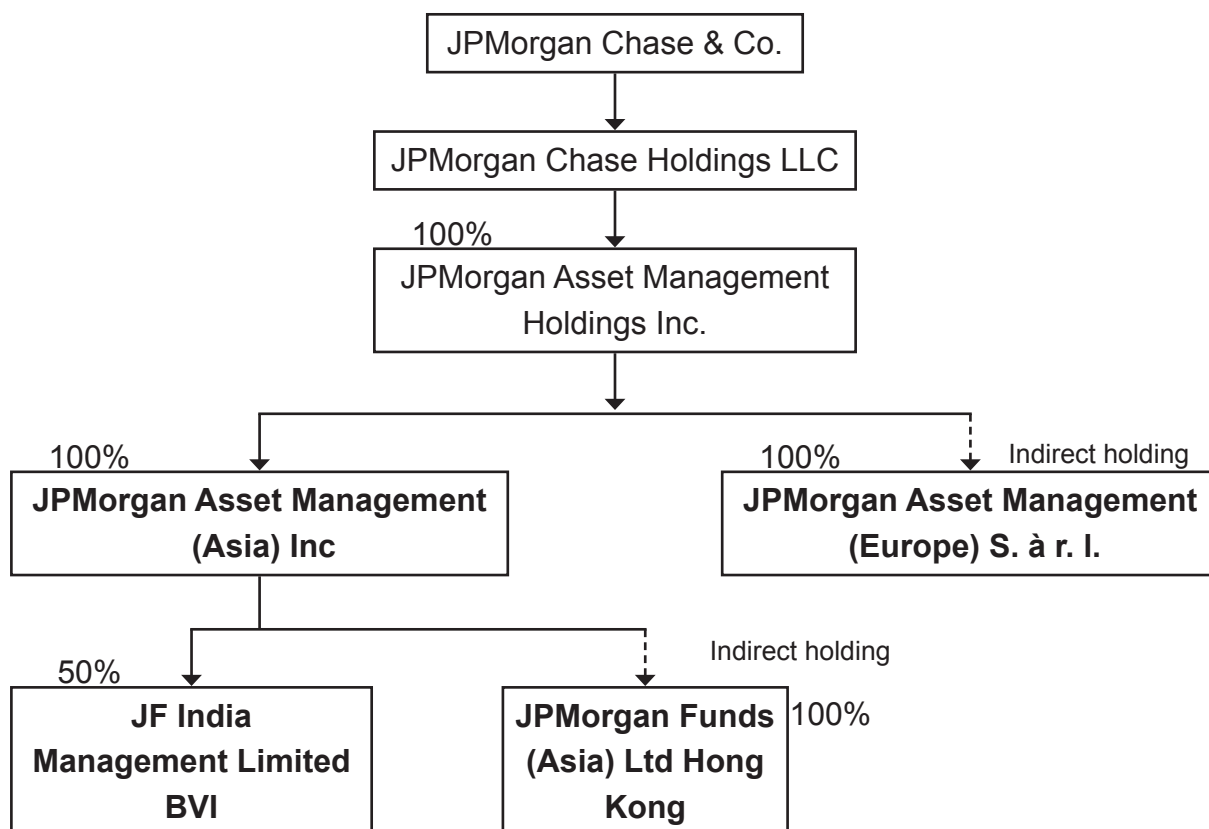 JPMorgan Chase & Co.
JPMorgan Chase Holdings LLC
100%
JPMorgan Asset Management
Holdings Inc.
100%
JPMorgan Asset Management
(Asia) Inc
100%
Indirect holding
JPMorgan Asset Management
(Europe) S. à r. l.
50%
JF India
Management Limited
BVI
Indirect holding
JPMorgan Funds
(Asia) Ltd Hong
Kong
100%